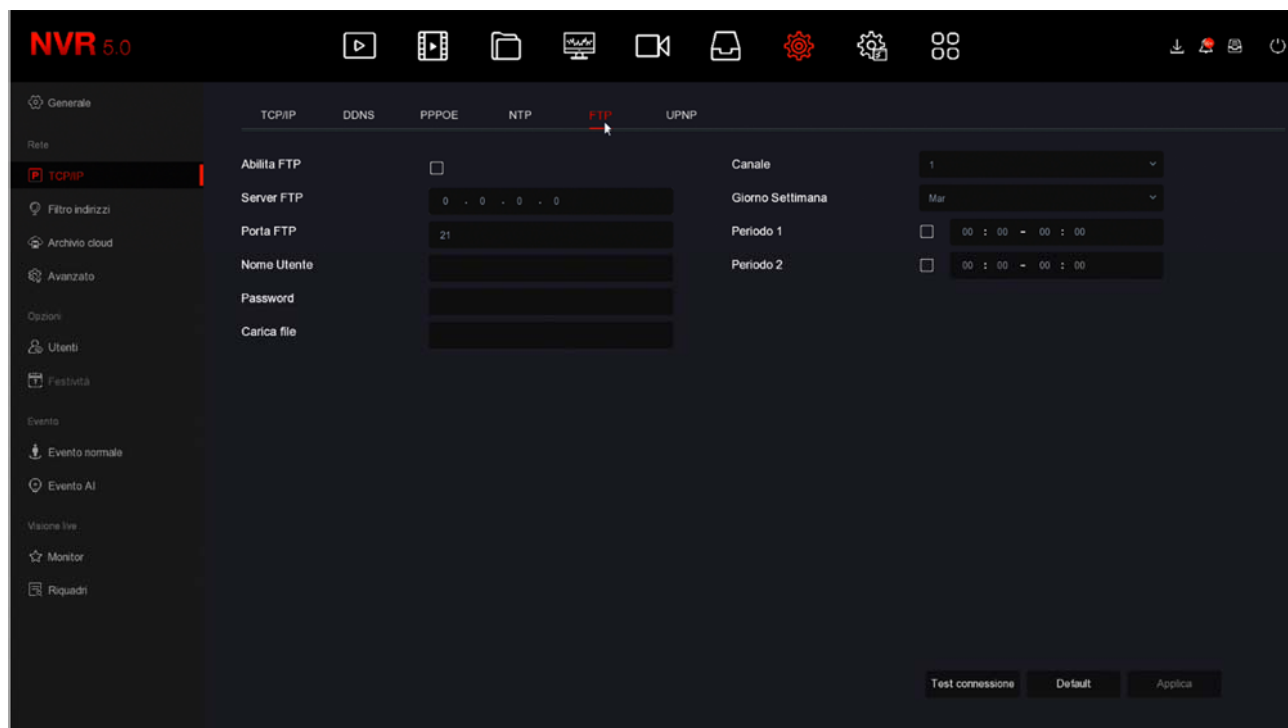 NVR 5.0
Generale
Rete
TCP/IP
Filtro indirizzi
Archivio cloud
Avanzato
Opzioni
Utenti
Festività
Evento
Evento normale
Evento AI
Visione live
Monitor
Riquadri
TCP/IP DDNS PPPOE NTP FTP UPNP
Abilita FTP
Server FTP 0 . 0 . 0 . 0
Porta FTP 21
Nome Utente
Password
Carica file
Canale 1
Giorno Settimana Mar
Periodo 1 00 : 00 - 00 : 00
Periodo 2 00 : 00 - 00 : 00
Test connessione Default Applica